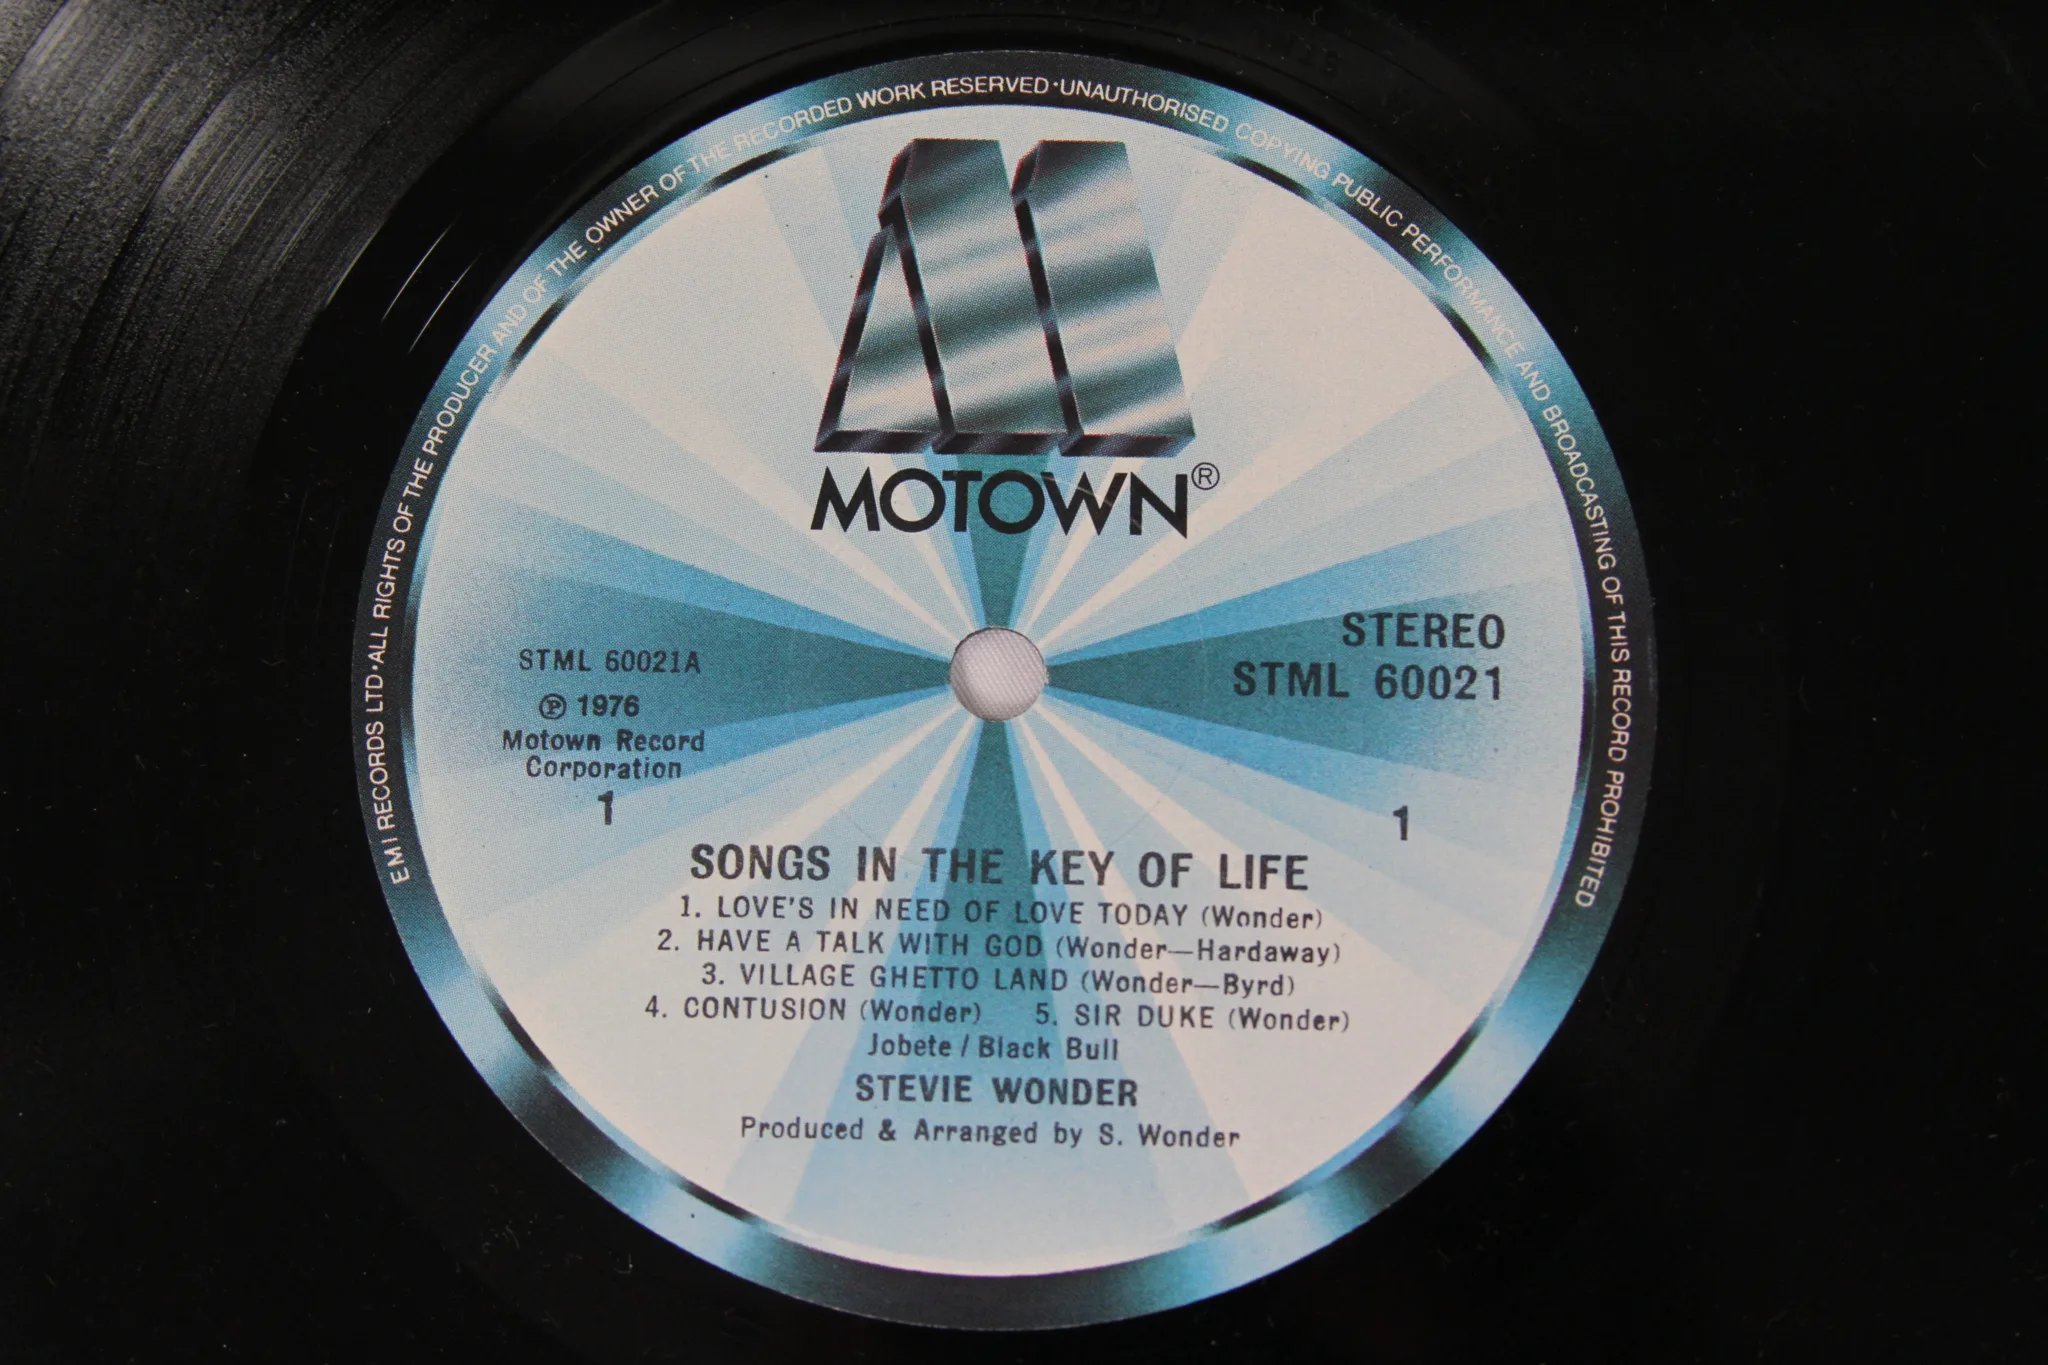 EMI RECORDS LTD·ALL RIGHTS OF THE PRODUCER AND OF THE OWNER OF THE RECORDED WORK RESERVED·UNAUTHORISED COPYING PUBLIC PERFORMANCE AND BROADCASTING OF THIS RECORD PROHIBITED
MOTOWN®
STEREO
STML 60021
STML 60021A
℗ 1976
Motown Record
Corporation
1
1
SONGS IN THE KEY OF LIFE
1. LOVE'S IN NEED OF LOVE TODAY (Wonder)
2. HAVE A TALK WITH GOD (Wonder—Hardaway)
3. VILLAGE GHETTO LAND (Wonder—Byrd)
4. CONTUSION (Wonder) 5. SIR DUKE (Wonder)
Jobete / Black Bull
STEVIE WONDER
Produced & Arranged by S. Wonder